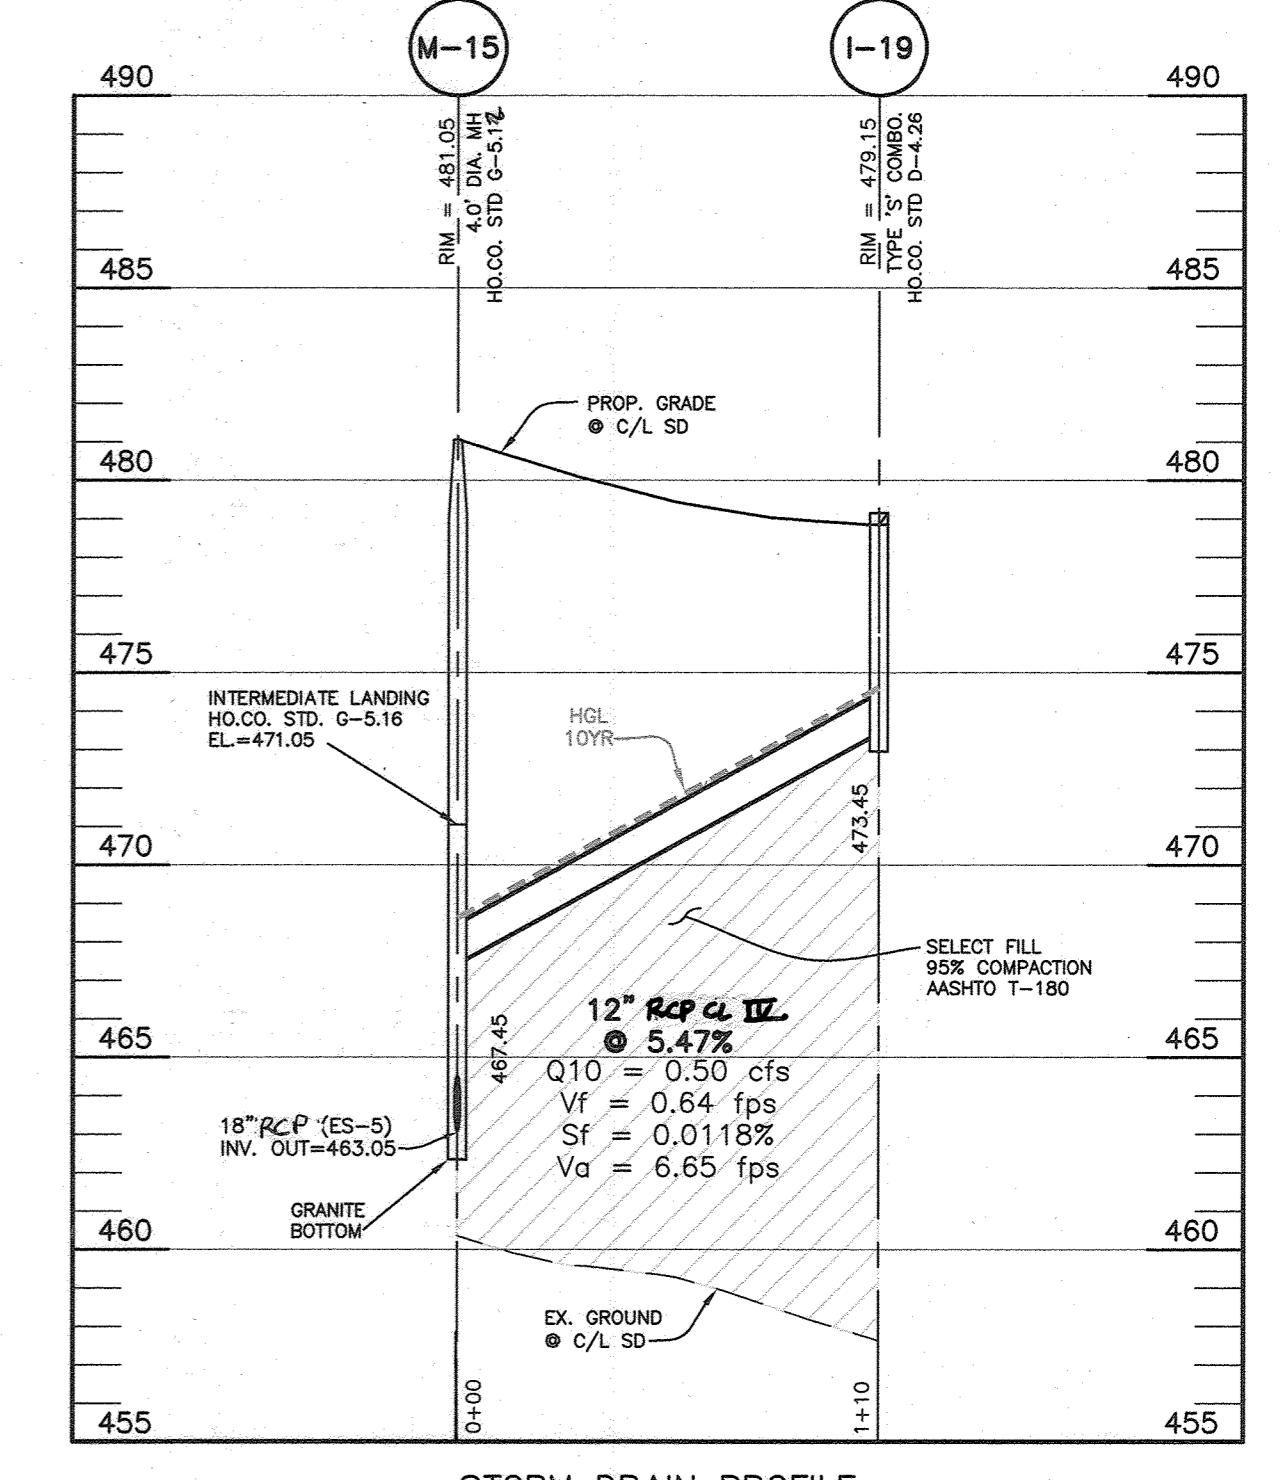 M-15
I-19
490
490
RIM = 481.05
4.0' DIA. MH
HO.CO. STD G-5.12
RIM = 479.15
TYPE 'S' COMBO.
HO.CO. STD D-4.26
485
485
PROP. GRADE
@ C/L SD
480
480
475
475
INTERMEDIATE LANDING
HO.CO. STD. G-5.16
EL.=471.05
HGL
10YR
473.45
470
470
SELECT FILL
95% COMPACTION
AASHTO T-180
12" RCP CL IV
@ 5.47%
467.45
465
465
Q10 = 0.50 cfs
Vf = 0.64 fps
Sf = 0.0118%
Va = 6.65 fps
18" RCP (ES-5)
INV. OUT=463.05
GRANITE
BOTTOM
460
460
EX. GROUND
@ C/L SD
0+00
1+10
455
455
STORM DRAIN PROFILE